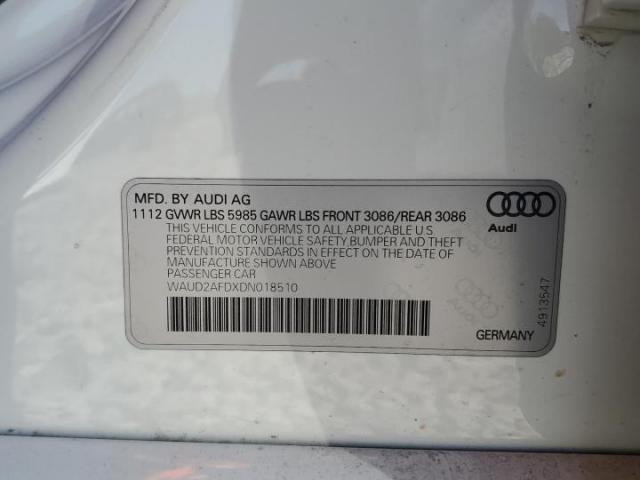 MFD. BY AUDI AG
1112 GVWR LBS 5985 GAWR LBS FRONT 3086/REAR 3086
THIS VEHICLE CONFORMS TO ALL APPLICABLE U.S.
FEDERAL MOTOR VEHICLE SAFETY BUMPER AND THEFT
PREVENTION STANDARDS IN EFFECT ON THE DATE OF
MANUFACTURE SHOWN ABOVE
PASSENGER CAR
WAUD2AFDXDN018510
Audi
4913547
GERMANY